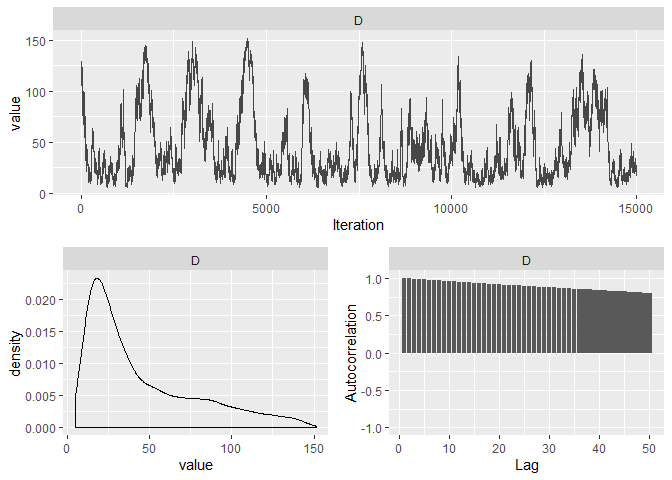 D
150
100
50
0
value
0 5000 10000 15000
Iteration
D
0.020
0.015
0.010
0.005
0.000
density
0 50 100 150
value
D
1.0
0.5
0.0
-0.5
-1.0
Autocorrelation
0 10 20 30 40 50
Lag